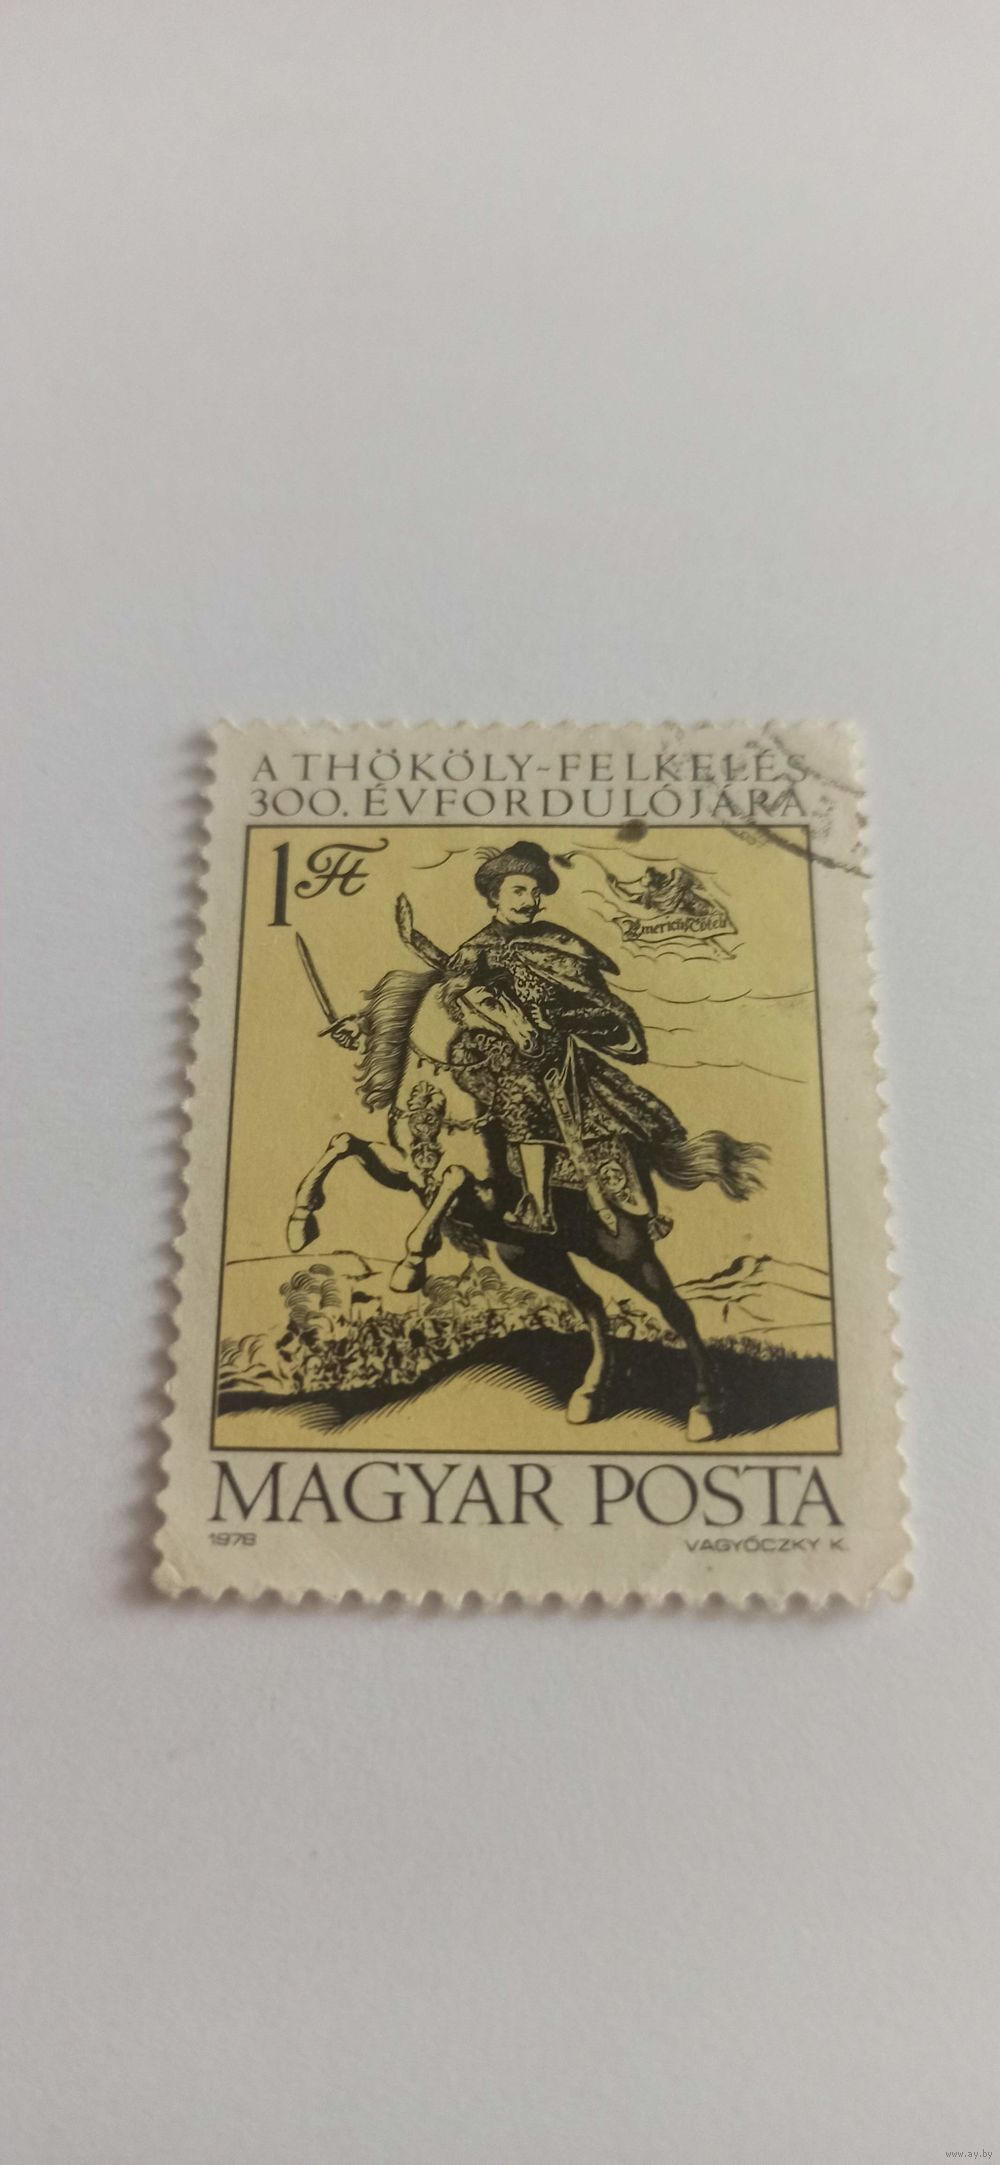 A THÖKÖLY-FELKELÉS
300. ÉVFORDULÓJÁRA
1 Ft
MAGYAR POSTA
1978 VAGYÓCZKY K.
www.ay.by